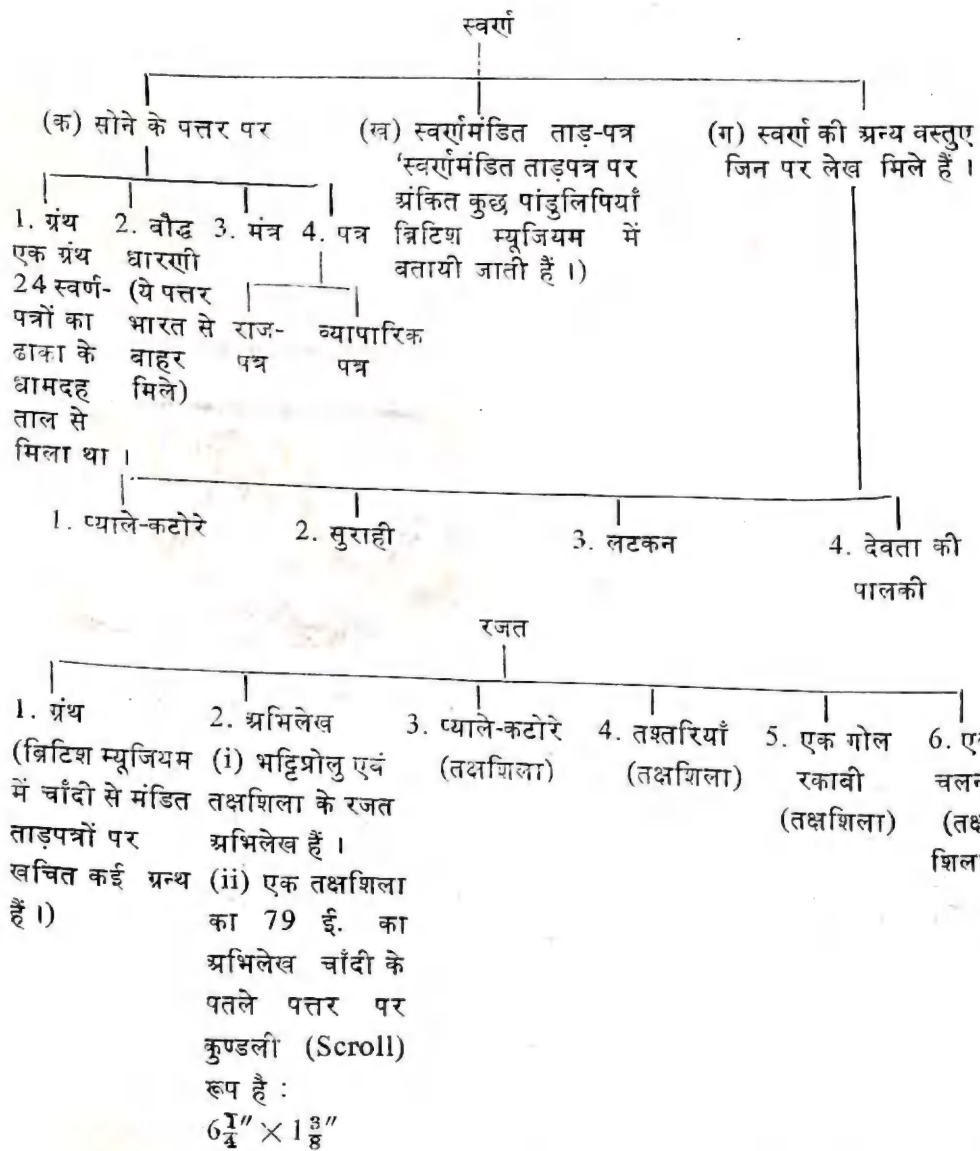 स्वर्ण
(क) सोने के पत्तर पर
(ख) स्वर्णमंडित ताड़-पत्र
'स्वर्णमंडित ताड़पत्र पर
अंकित कुछ पांडुलिपियाँ
ब्रिटिश म्यूजियम में
बतायी जाती हैं ।)
(ग) स्वर्ण की अन्य वस्तुए
जिन पर लेख मिले हैं ।
1. ग्रंथ
एक ग्रंथ
24 स्वर्ण-
पत्रों का
ढाका के
धामदह
ताल से
मिला था ।
2. बौद्ध
धारणी
(ये पत्तर
भारत से
बाहर
मिले)
3. मंत्र
4. पत्र
राज-
पत्र
व्यापारिक
पत्र
1. प्याले-कटोरे
2. सुराही
3. लटकन
4. देवता की
पालकी
रजत
1. ग्रंथ
(ब्रिटिश म्यूजियम
में चाँदी से मंडित
ताड़पत्रों पर
खचित कई ग्रन्थ
हैं ।)
2. अभिलेख
(i) भट्टिप्रोलु एवं
तक्षशिला के रजत
अभिलेख हैं ।
(ii) एक तक्षशिला
का 79 ई. का
अभिलेख चाँदी के
पतले पत्तर पर
कुण्डली (Scroll)
रूप है :
6¼" × 1⅜"
3. प्याले-कटोरे
(तक्षशिला)
4. तश्तरियाँ
(तक्षशिला)
5. एक गोल
रकाबी
(तक्षशिला)
6.
(तक्ष